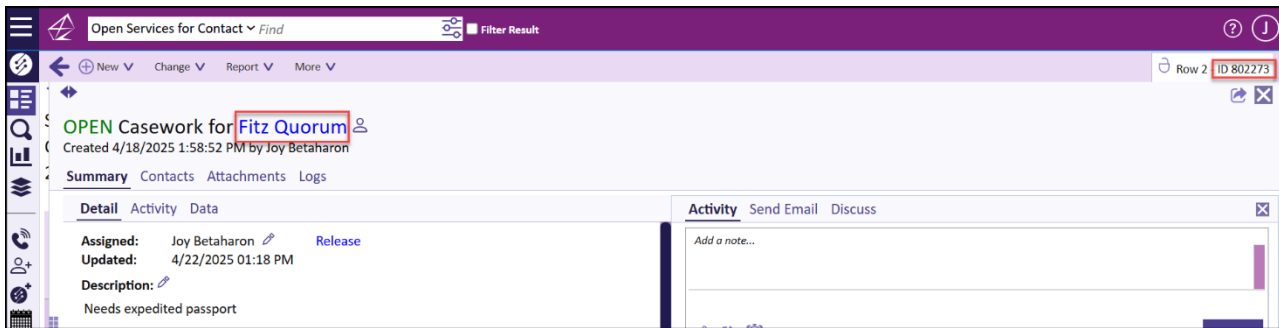 Open Services for Contact Find Filter Result ? J
New Change Report More Row 2 ID 802273
OPEN Casework for Fitz Quorum
Created 4/18/2025 1:58:52 PM by Joy Betaharon
Summary Contacts Attachments Logs
Detail Activity Data
Assigned: Joy Betaharon Release
Updated: 4/22/2025 01:18 PM
Description:
Needs expedited passport
Activity Send Email Discuss
Add a note...